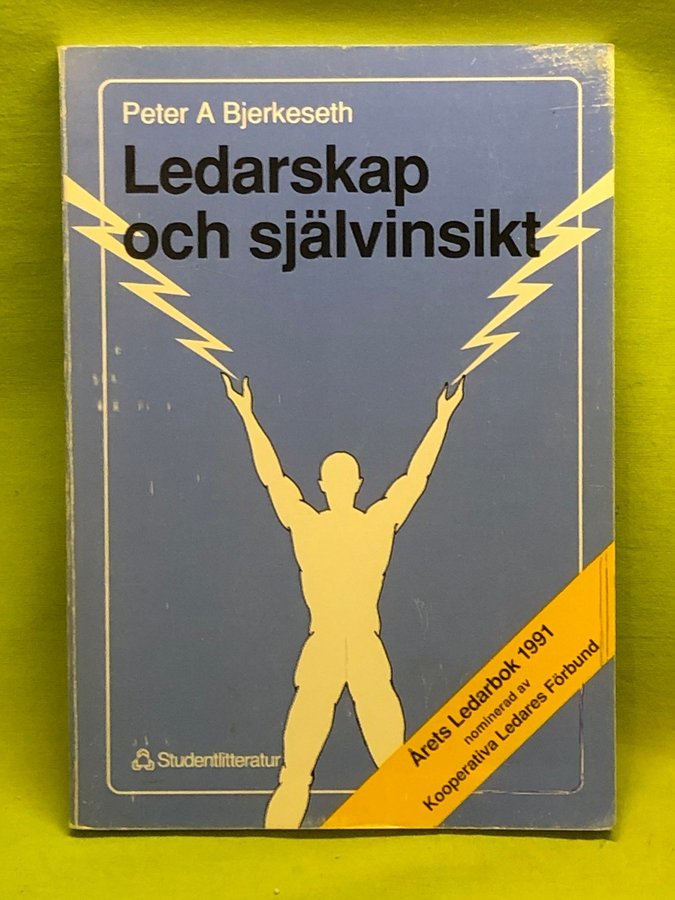 Peter A Bjerkeseth
Ledarskap
och självinsikt
Årets Ledarbok 1991
nominerad av
Kooperativa Ledares Förbund
Studentlitteratur